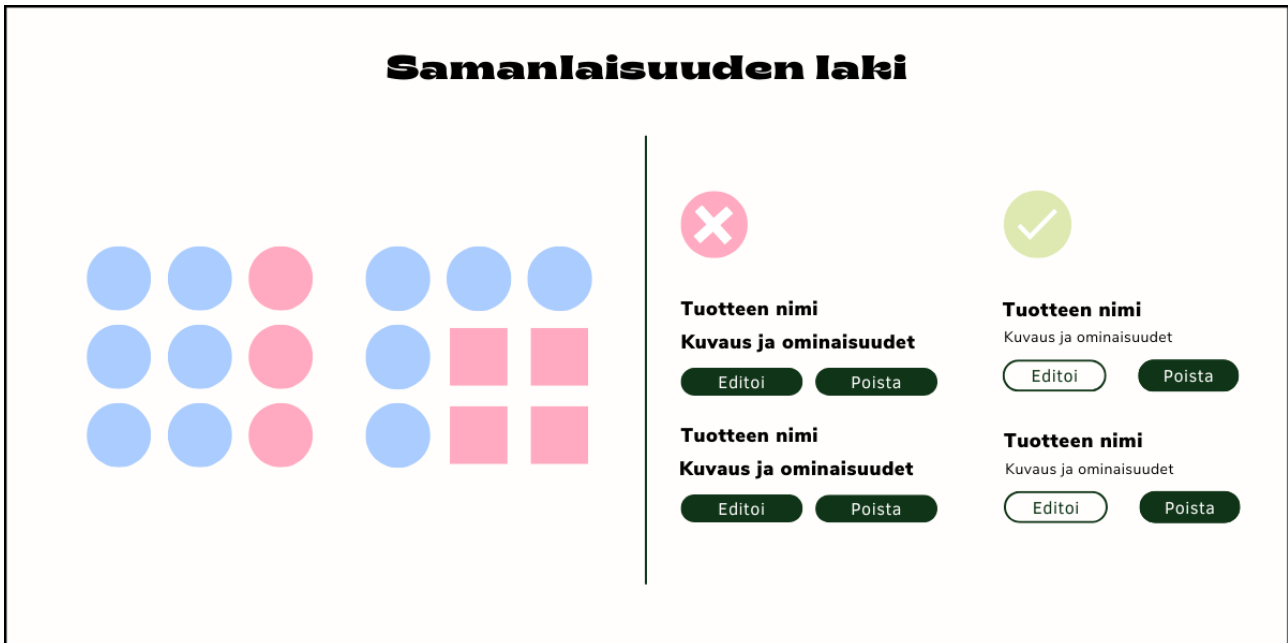 Samanlaisuuden laki
Tuotteen nimi
Kuvaus ja ominaisuudet
Editoi Poista
Tuotteen nimi
Kuvaus ja ominaisuudet
Editoi Poista
Tuotteen nimi
Kuvaus ja ominaisuudet
Editoi Poista
Tuotteen nimi
Kuvaus ja ominaisuudet
Editoi Poista